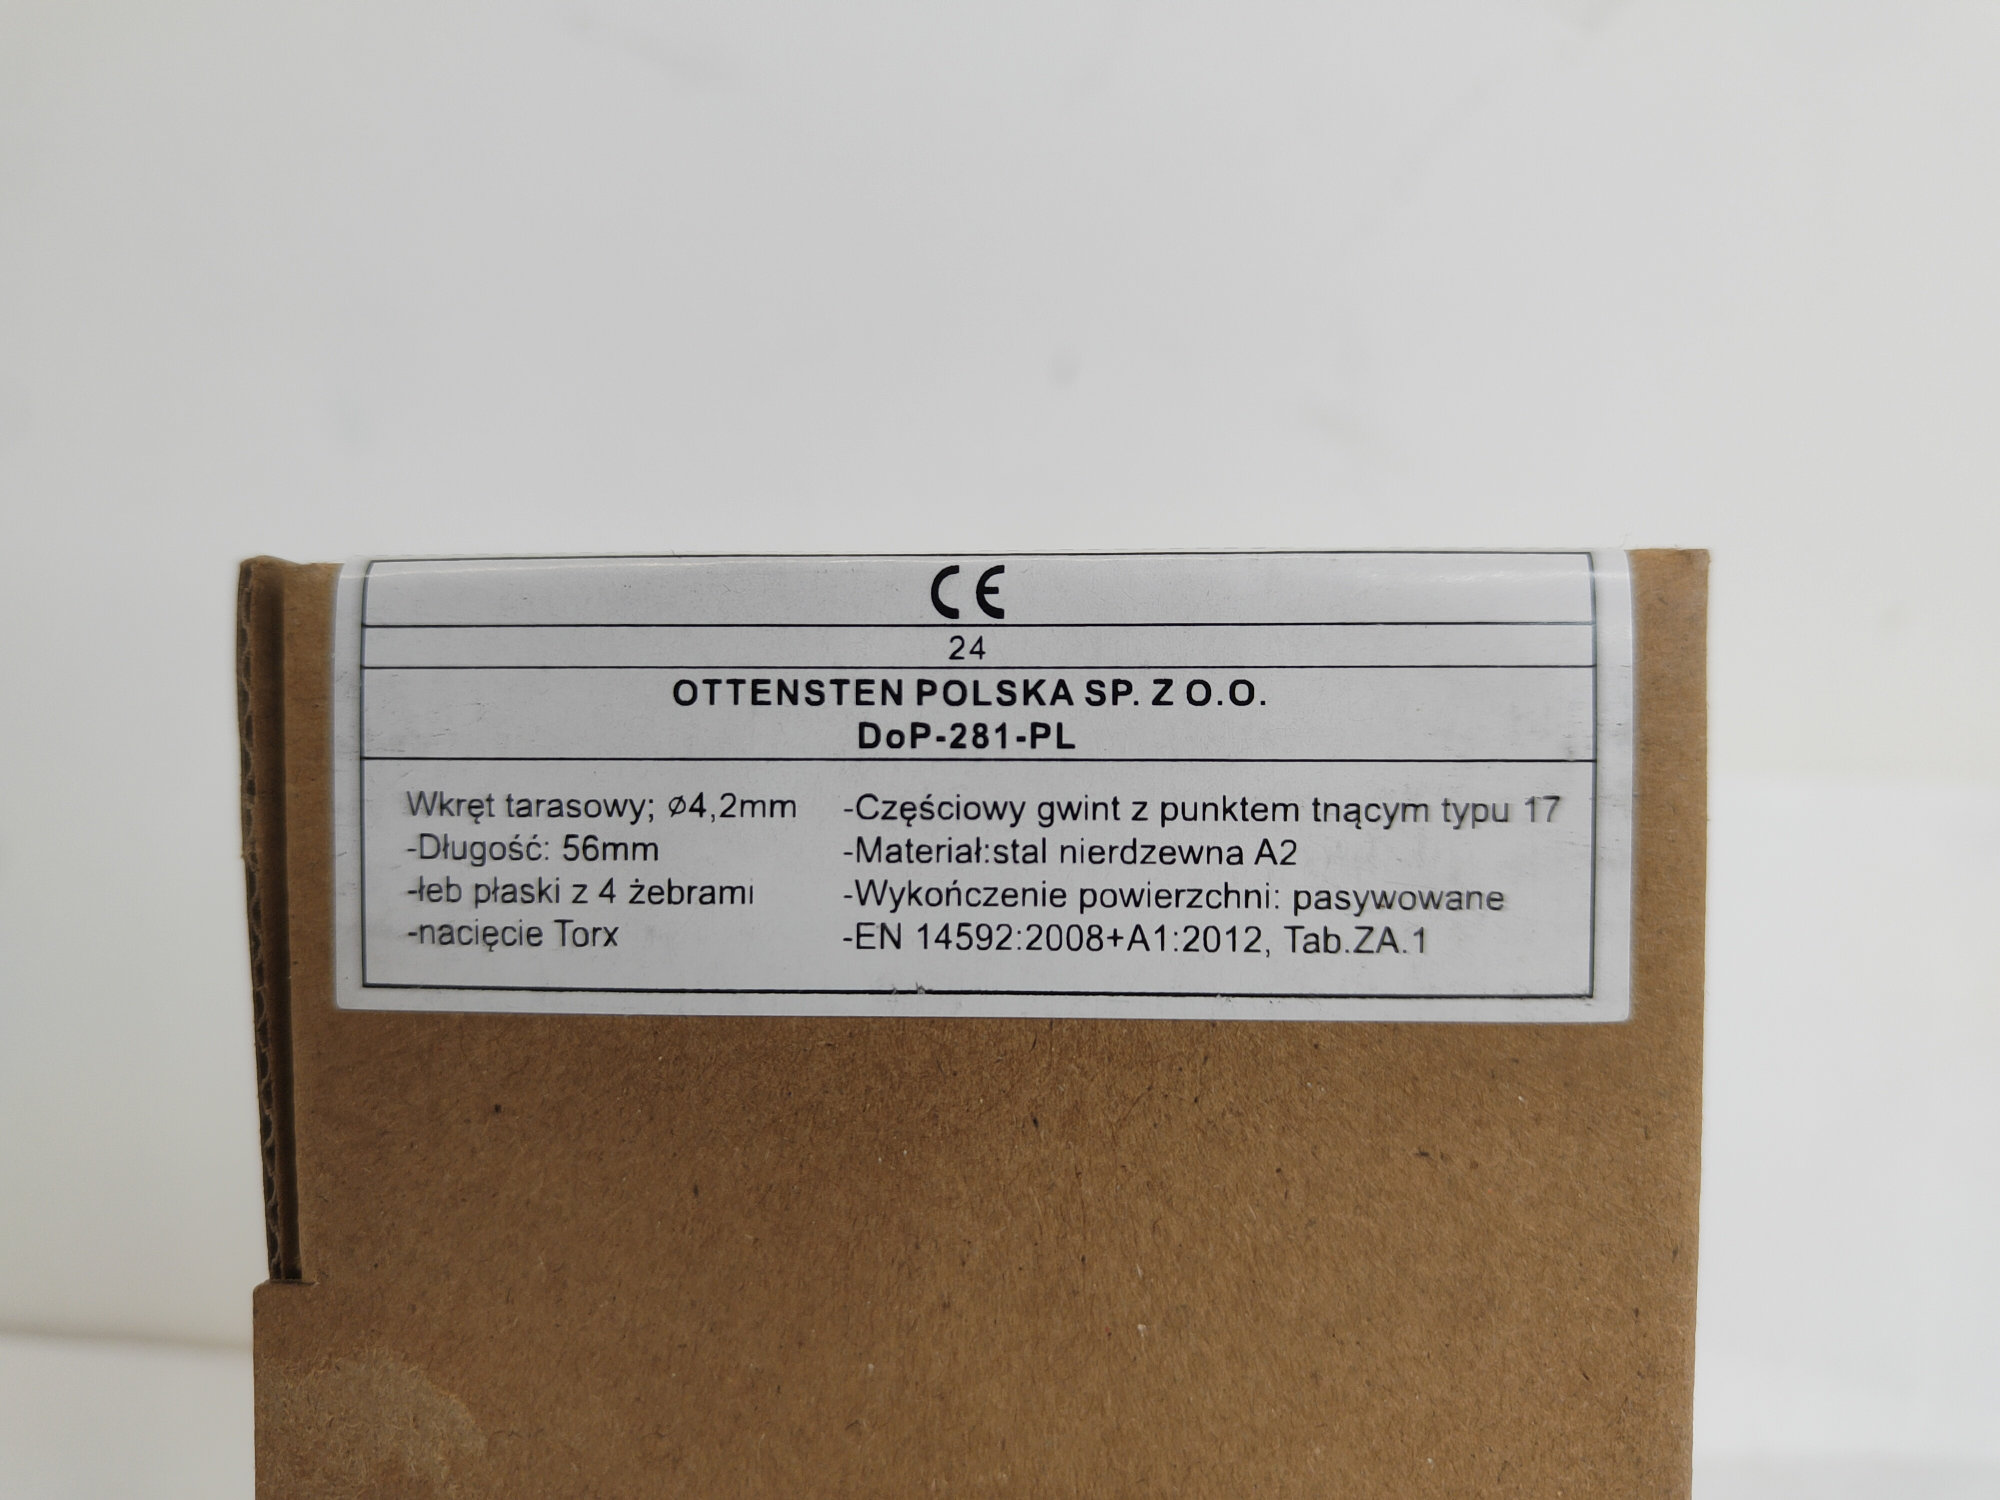 CE
24
OTTENSTEN POLSKA SP. Z O.O.
DoP-281-PL
Wkręt tarasowy; ⌀4,2mm
-Długość: 56mm
-łeb płaski z 4 żebrami
-nacięcie Torx
-Częściowy gwint z punktem tnącym typu 17
-Materiał:stal nierdzewna A2
-Wykończenie powierzchni: pasywowane
-EN 14592:2008+A1:2012, Tab.ZA.1